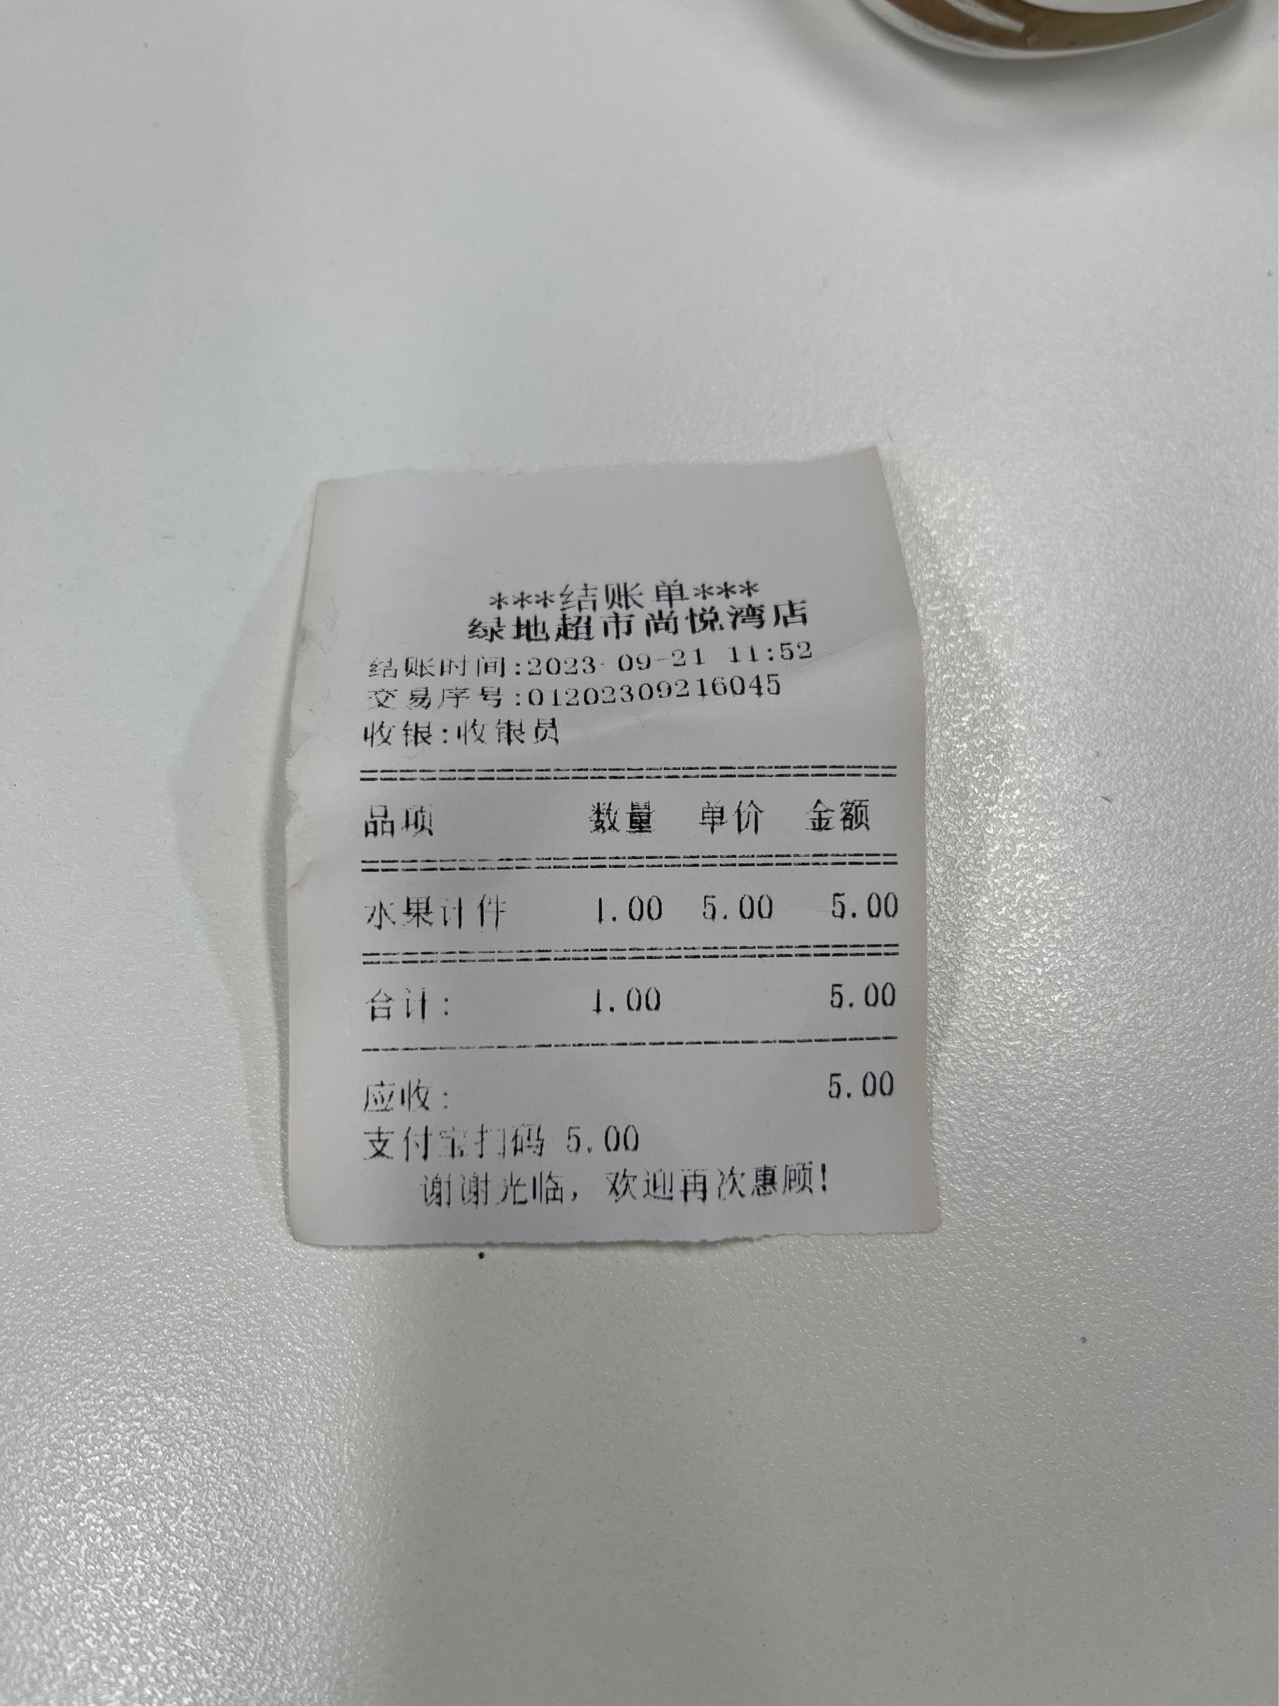 ***结账单***
绿地超市尚悦湾店
结账时间:2023-09-21 11:52
交易序号:01202309216045
收银:收银员
==========================
品项 数量 单价 金额
==========================
水果计件 1.00 5.00 5.00
==========================
合计: 1.00 5.00
--------------------------
应收: 5.00
支付宝扫码 5.00
谢谢光临，欢迎再次惠顾!